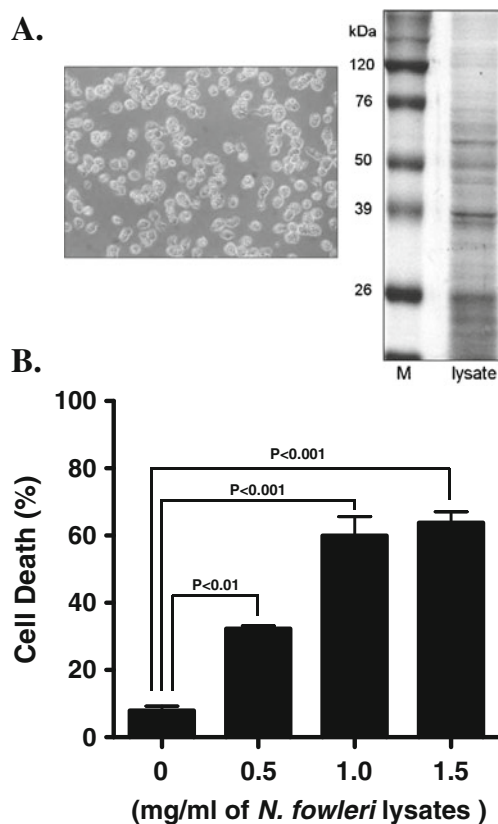 A.
kDa
120
76
50
39
26
M lysate
B.
100
80
60
40
20
0
Cell Death (%)
P<0.001
P<0.001
P<0.01
0 0.5 1.0 1.5
(mg/ml of N. fowleri lysates )